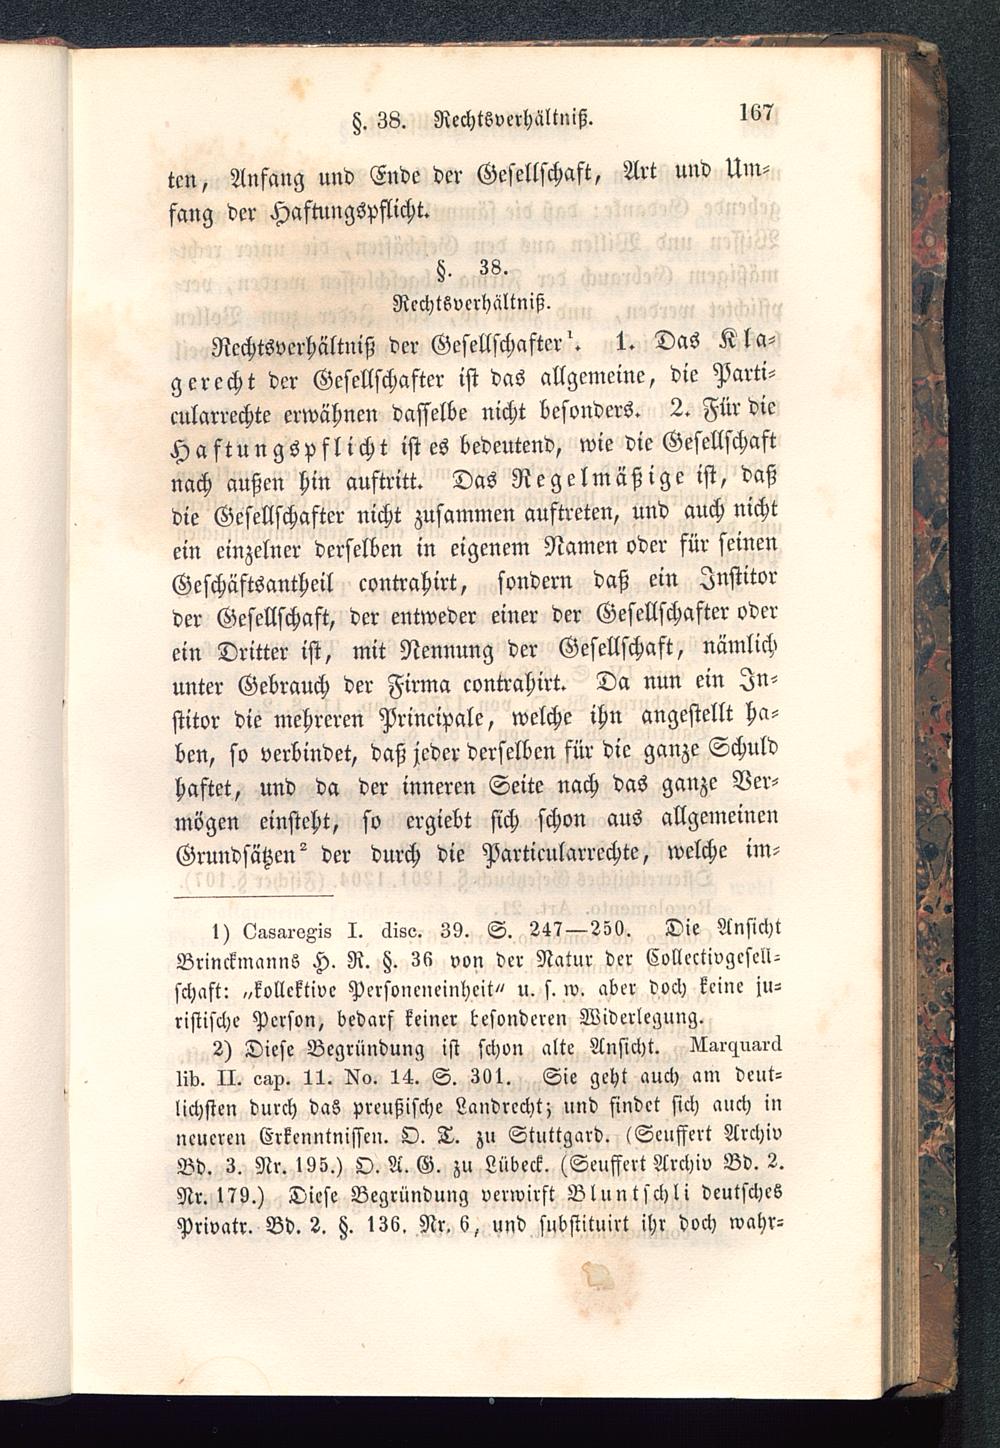 §. 38. Rechtsverhältniß. 167
ten, Anfang und Ende der Gesellschaft, Art und Um-
fang der Haftungspflicht.
§. 38.
Rechtsverhältniß.
Rechtsverhältniß der Gesellschafter¹. 1. Das Kla-
gerecht der Gesellschafter ist das allgemeine, die Parti-
cularrechte erwähnen dasselbe nicht besonders. 2. Für die
Haftungspflicht ist es bedeutend, wie die Gesellschaft
nach außen hin auftritt. Das Regelmäßige ist, daß
die Gesellschafter nicht zusammen auftreten, und auch nicht
ein einzelner derselben in eigenem Namen oder für seinen
Geschäftsantheil contrahirt, sondern daß ein Institor
der Gesellschaft, der entweder einer der Gesellschafter oder
ein Dritter ist, mit Nennung der Gesellschaft, nämlich
unter Gebrauch der Firma contrahirt. Da nun ein In-
stitor die mehreren Principale, welche ihn angestellt ha-
ben, so verbindet, daß jeder derselben für die ganze Schuld
haftet, und da der inneren Seite nach das ganze Ver-
mögen einsteht, so ergiebt sich schon aus allgemeinen
Grundsätzen² der durch die Particularrechte, welche im-
1) Casaregis I. disc. 39. S. 247—250. Die Ansicht
Brinckmanns H. R. §. 36 von der Natur der Collectivgesell-
schaft: „kollektive Personeneinheit“ u. s. w. aber doch keine ju-
ristische Person, bedarf keiner besonderen Widerlegung.
2) Diese Begründung ist schon alte Ansicht. Marquard
lib. II. cap. 11. No. 14. S. 301. Sie geht auch am deut-
lichsten durch das preußische Landrecht; und findet sich auch in
neueren Erkenntnissen. O. T. zu Stuttgard. (Seuffert Archiv
Bd. 3. Nr. 195.) O. A. G. zu Lübeck. (Seuffert Archiv Bd. 2.
Nr. 179.) Diese Begründung verwirft Bluntschli deutsches
Privatr. Bd. 2. §. 136. Nr. 6, und substituirt ihr doch wahr-